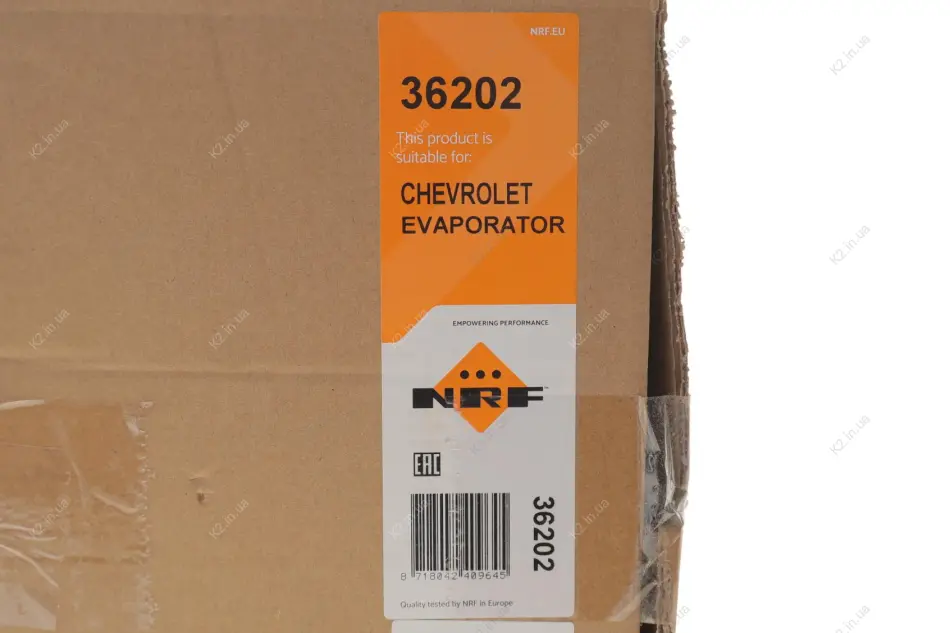 NRF.EU
36202
This product is
suitable for:
CHEVROLET
EVAPORATOR
EMPOWERING PERFORMANCE
NRF™
EAC
36202
8 718042 409645
Quality tested by NRF in Europe
K2.in.ua